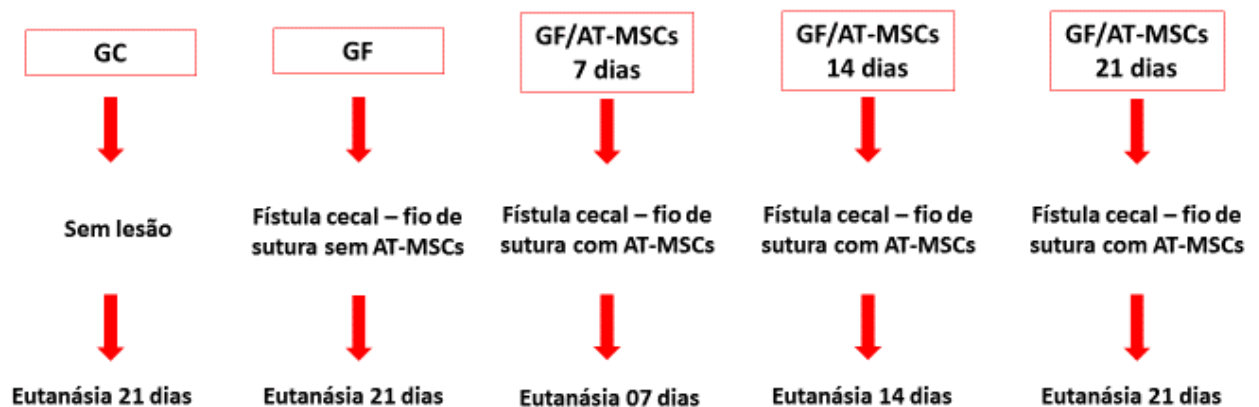 GC
GF
GF/AT-MSCs
7 dias
GF/AT-MSCs
14 dias
GF/AT-MSCs
21 dias
Sem lesão
Fístula cecal – fio de
sutura sem AT-MSCs
Fístula cecal – fio de
sutura com AT-MSCs
Fístula cecal – fio de
sutura com AT-MSCs
Fístula cecal – fio de
sutura com AT-MSCs
Eutanásia 21 dias
Eutanásia 21 dias
Eutanásia 07 dias
Eutanásia 14 dias
Eutanásia 21 dias